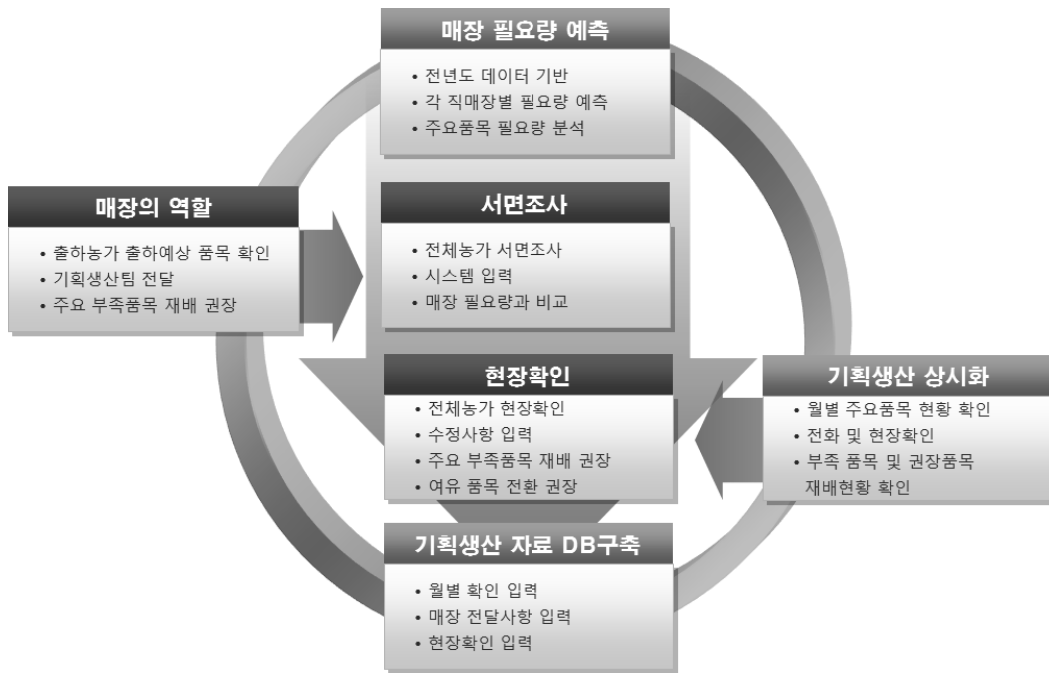 매장 필요량 예측
• 전년도 데이터 기반
• 각 직매장별 필요량 예측
• 주요품목 필요량 분석
매장의 역할
• 출하농가 출하예상 품목 확인
• 기획생산팀 전달
• 주요 부족품목 재배 권장
서면조사
• 전체농가 서면조사
• 시스템 입력
• 매장 필요량과 비교
현장확인
• 전체농가 현장확인
• 수정사항 입력
• 주요 부족품목 재배 권장
• 여유 품목 전환 권장
기획생산 상시화
• 월별 주요품목 현황 확인
• 전화 및 현장확인
• 부족 품목 및 권장품목
재배현황 확인
기획생산 자료 DB구축
• 월별 확인 입력
• 매장 전달사항 입력
• 현장확인 입력